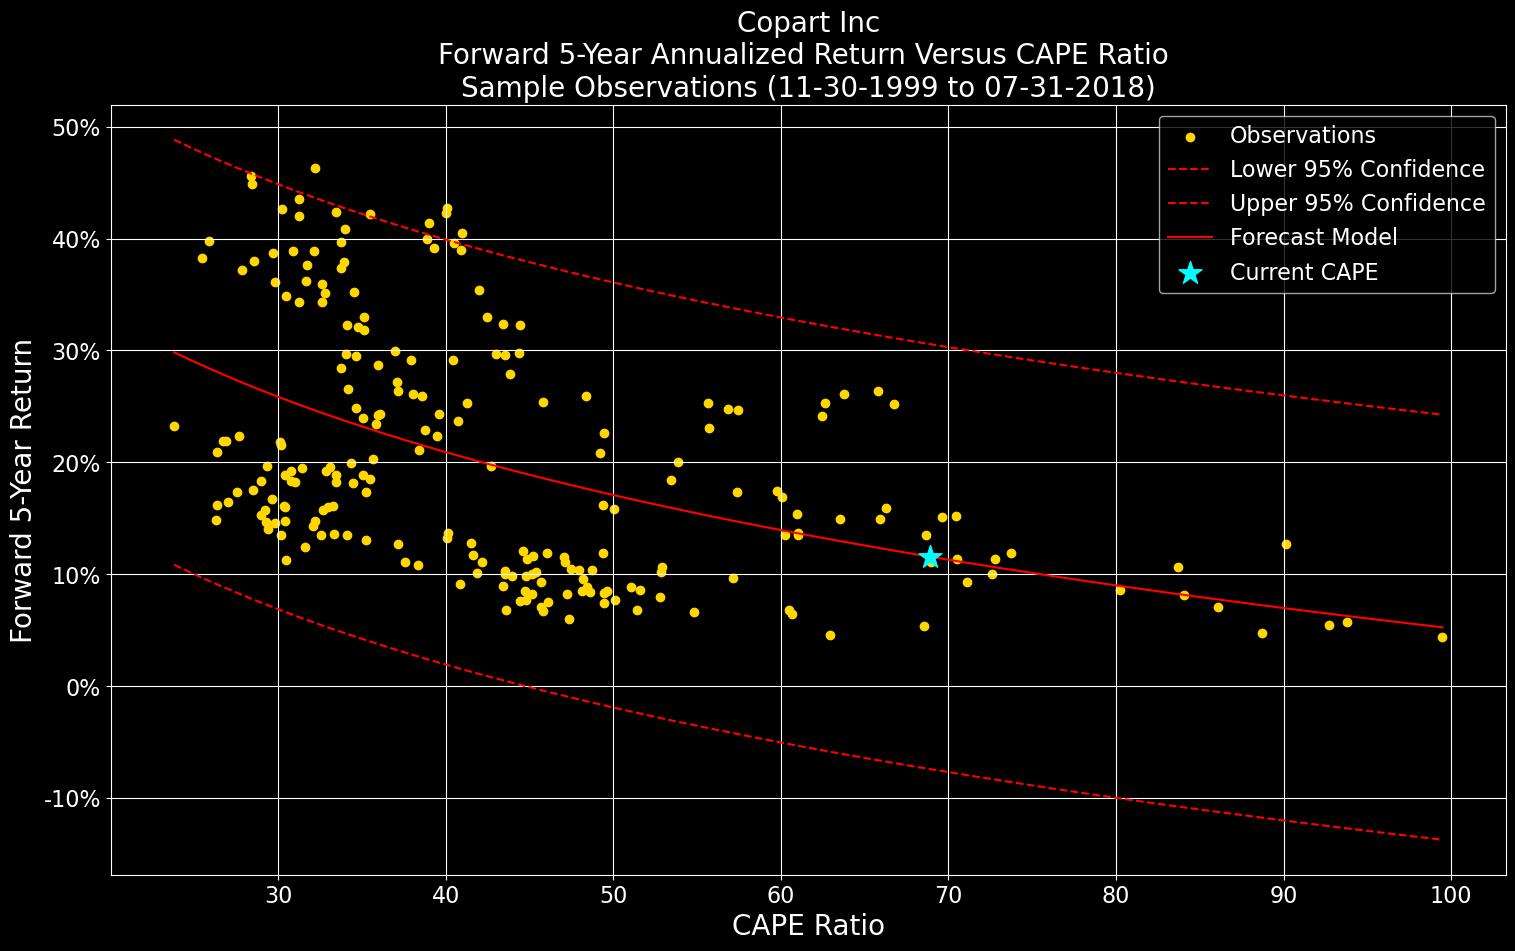 Copart Inc
Forward 5-Year Annualized Return Versus CAPE Ratio
Sample Observations (11-30-1999 to 07-31-2018)
Observations
Lower 95% Confidence
Upper 95% Confidence
Forecast Model
Current CAPE
Forward 5-Year Return
50%
40%
30%
20%
10%
0%
-10%
30 40 50 60 70 80 90 100
CAPE Ratio